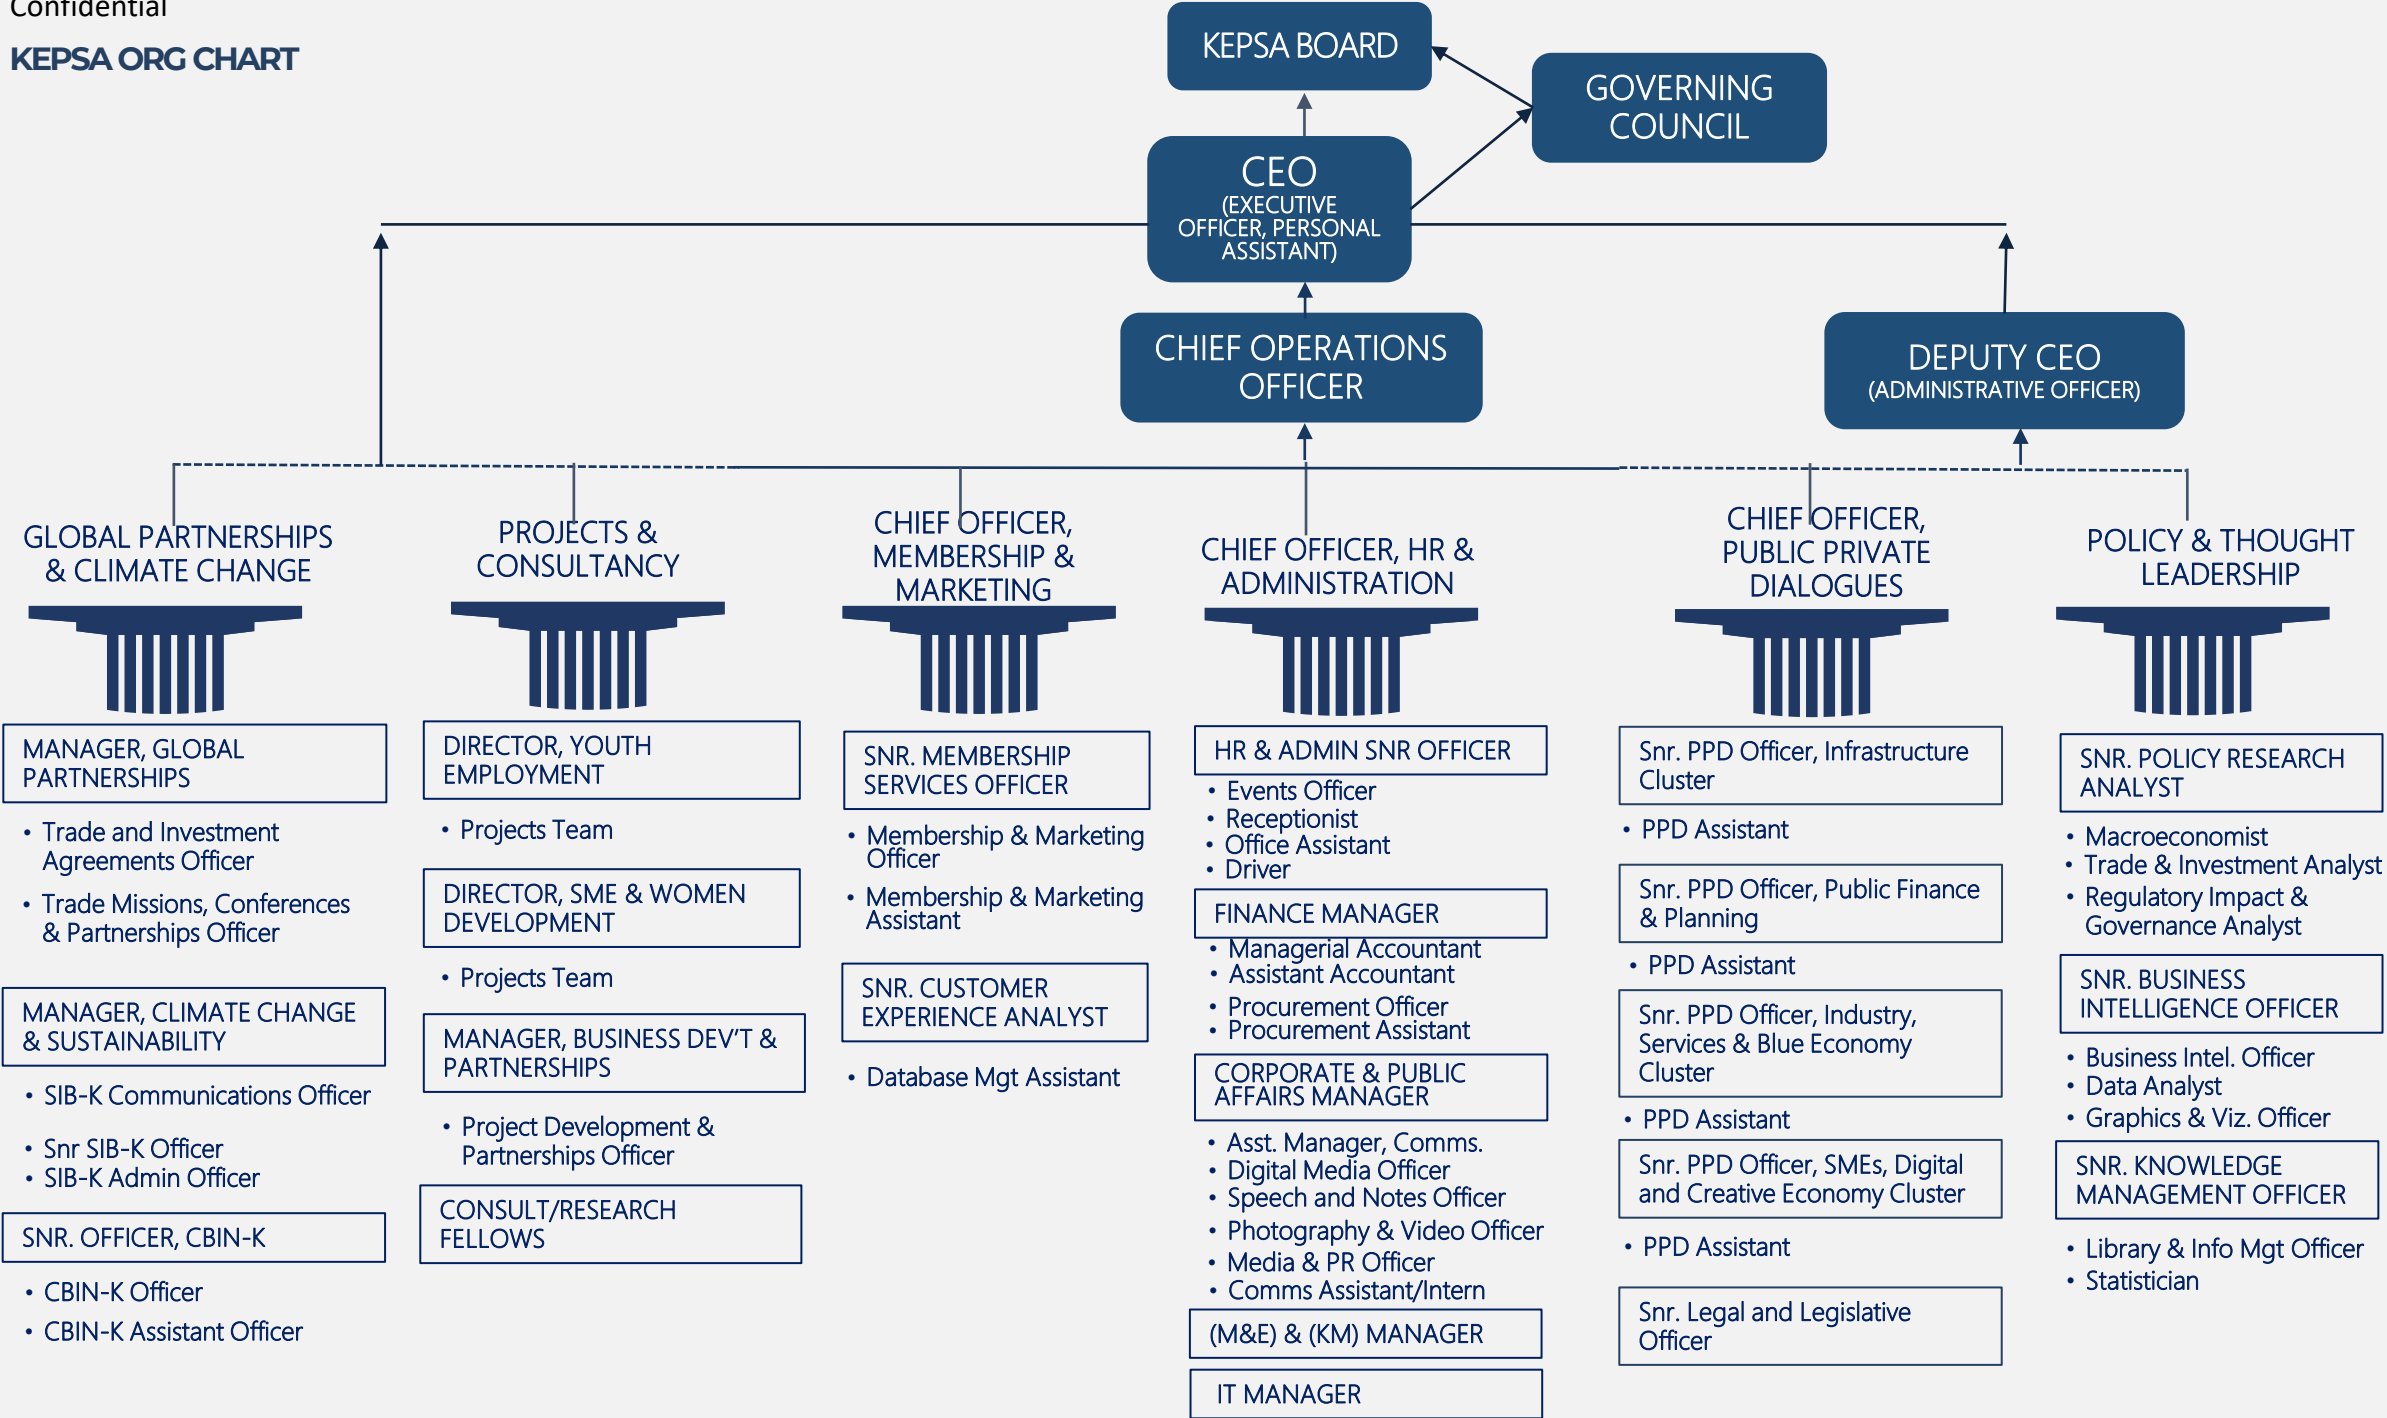 Confidential
KEPSA ORG CHART
KEPSA BOARD
GOVERNING
COUNCIL
CEO
(EXECUTIVE
OFFICER, PERSONAL
ASSISTANT)
CHIEF OPERATIONS
OFFICER
DEPUTY CEO
(ADMINISTRATIVE OFFICER)
GLOBAL PARTNERSHIPS
& CLIMATE CHANGE
MANAGER, GLOBAL
PARTNERSHIPS
• Trade and Investment
Agreements Officer
• Trade Missions, Conferences
& Partnerships Officer
MANAGER, CLIMATE CHANGE
& SUSTAINABILITY
• SIB-K Communications Officer
• Snr SIB-K Officer
• SIB-K Admin Officer
SNR. OFFICER, CBIN-K
• CBIN-K Officer
• CBIN-K Assistant Officer
PROJECTS &
CONSULTANCY
DIRECTOR, YOUTH
EMPLOYMENT
• Projects Team
DIRECTOR, SME & WOMEN
DEVELOPMENT
• Projects Team
MANAGER, BUSINESS DEV’T &
PARTNERSHIPS
• Project Development &
Partnerships Officer
CONSULT/RESEARCH
FELLOWS
CHIEF OFFICER,
MEMBERSHIP &
MARKETING
SNR. MEMBERSHIP
SERVICES OFFICER
• Membership & Marketing
Officer
• Membership & Marketing
Assistant
SNR. CUSTOMER
EXPERIENCE ANALYST
• Database Mgt Assistant
CHIEF OFFICER, HR &
ADMINISTRATION
HR & ADMIN SNR OFFICER
• Events Officer
• Receptionist
• Office Assistant
• Driver
FINANCE MANAGER
• Managerial Accountant
• Assistant Accountant
• Procurement Officer
• Procurement Assistant
CORPORATE & PUBLIC
AFFAIRS MANAGER
• Asst. Manager, Comms.
• Digital Media Officer
• Speech and Notes Officer
• Photography & Video Officer
• Media & PR Officer
• Comms Assistant/Intern
(M&E) & (KM) MANAGER
IT MANAGER
CHIEF OFFICER,
PUBLIC PRIVATE
DIALOGUES
Snr. PPD Officer, Infrastructure
Cluster
• PPD Assistant
Snr. PPD Officer, Public Finance
& Planning
• PPD Assistant
Snr. PPD Officer, Industry,
Services & Blue Economy
Cluster
• PPD Assistant
Snr. PPD Officer, SMEs, Digital
and Creative Economy Cluster
• PPD Assistant
Snr. Legal and Legislative
Officer
POLICY & THOUGHT
LEADERSHIP
SNR. POLICY RESEARCH
ANALYST
• Macroeconomist
• Trade & Investment Analyst
• Regulatory Impact &
Governance Analyst
SNR. BUSINESS
INTELLIGENCE OFFICER
• Business Intel. Officer
• Data Analyst
• Graphics & Viz. Officer
SNR. KNOWLEDGE
MANAGEMENT OFFICER
• Library & Info Mgt Officer
• Statistician